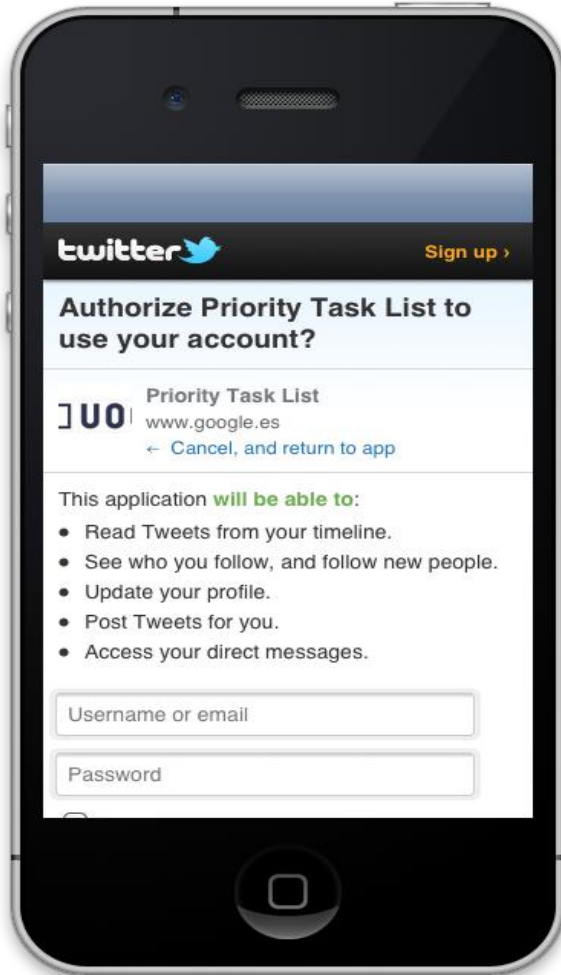 twitter
Sign up ›
Authorize Priority Task List to
use your account?
Priority Task List
UO
www.google.es
← Cancel, and return to app
This application will be able to:
• Read Tweets from your timeline.
• See who you follow, and follow new people.
• Update your profile.
• Post Tweets for you.
• Access your direct messages.
Username or email
Password